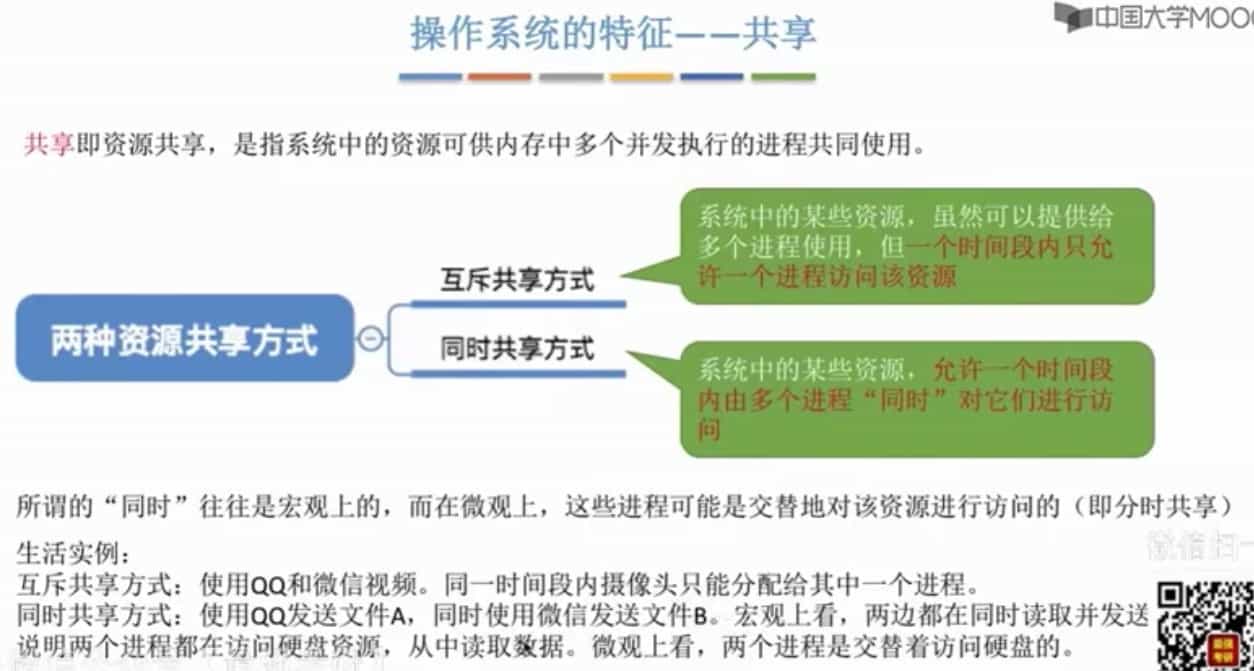 中国大学MOO
操作系统的特征——共享
共享即资源共享，是指系统中的资源可供内存中多个并发执行的进程共同使用。
系统中的某些资源，虽然可以提供给
多个进程使用，但一个时间段内只允
许一个进程访问该资源
互斥共享方式
两种资源共享方式
同时共享方式
系统中的某些资源，允许一个时间段
内由多个进程“同时”对它们进行访
问
所谓的“同时”往往是宏观上的，而在微观上，这些进程可能是交替地对该资源进行访问的（即分时共享）
微信扫一
生活实例：
互斥共享方式：使用QQ和微信视频。同一时间段内摄像头只能分配给其中一个进程。
同时共享方式：使用QQ发送文件A，同时使用微信发送文件B。宏观上看，两边都在同时读取并发送
说明两个进程都在访问硬盘资源，从中读取数据。微观上看，两个进程是交替着访问硬盘的。